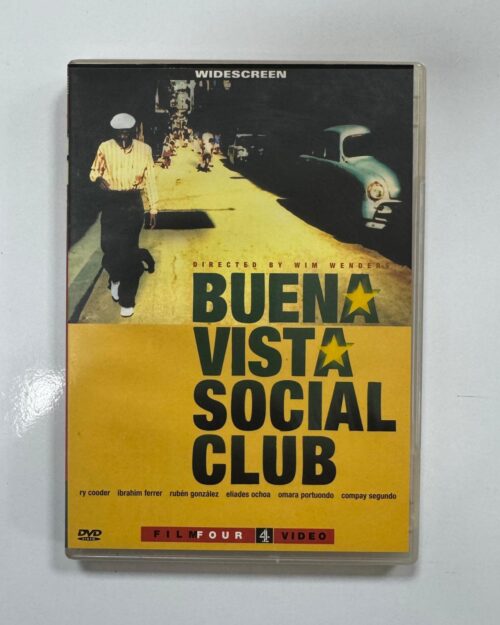 WIDESCREEN
DIRECTED BY WIM WENDERS
BUENA
VISTA
SOCIAL
CLUB
ry cooder ibrahim ferrer rubén gonzález eliades ochoa omara portuondo compay segundo
DVD
VIDEO
FILMFOUR 4 VIDEO